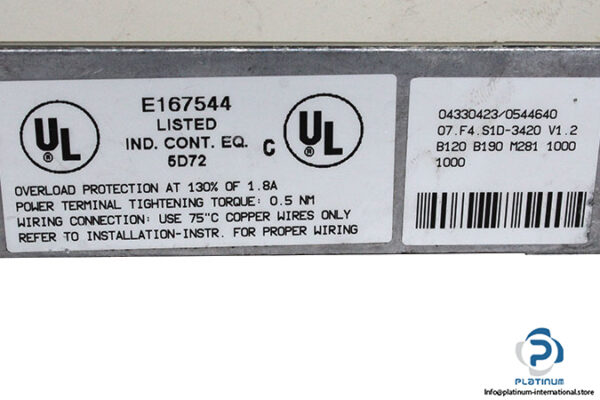 UL
®
E167544
LISTED
IND. CONT. EQ.
5D72
C UL
®
OVERLOAD PROTECTION AT 130% OF 1.8A
POWER TERMINAL TIGHTENING TORQUE: 0.5 NM
WIRING CONNECTION: USE 75"C COPPER WIRES ONLY
REFER TO INSTALLATION-INSTR. FOR PROPER WIRING
04330423/0544640
07.F4.S1D-3420 V1.2
B120 B190 M281 1000
1000
PLATINUM
Info@platinum-international.store